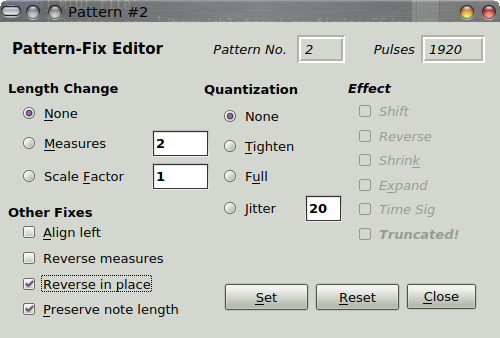 Pattern #2
Pattern-Fix Editor
Pattern No. 2 Pulses 1920
Length Change
None
Measures 2
Scale Factor 1
Quantization
None
Tighten
Full
Jitter 20
Effect
Shift
Reverse
Shrink
Expand
Time Sig
Truncated!
Other Fixes
Align left
Reverse measures
Reverse in place
Preserve note length
Set Reset Close